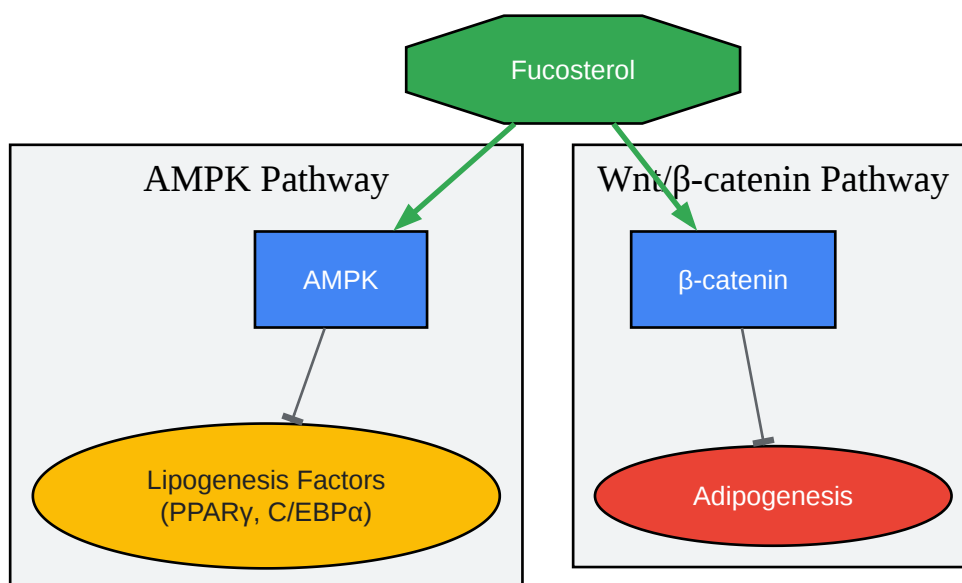 Fucosterol
AMPK Pathway
Wnt/β-catenin Pathway
AMPK
β-catenin
Lipogenesis Factors
(PPARγ, C/EBPα)
Adipogenesis